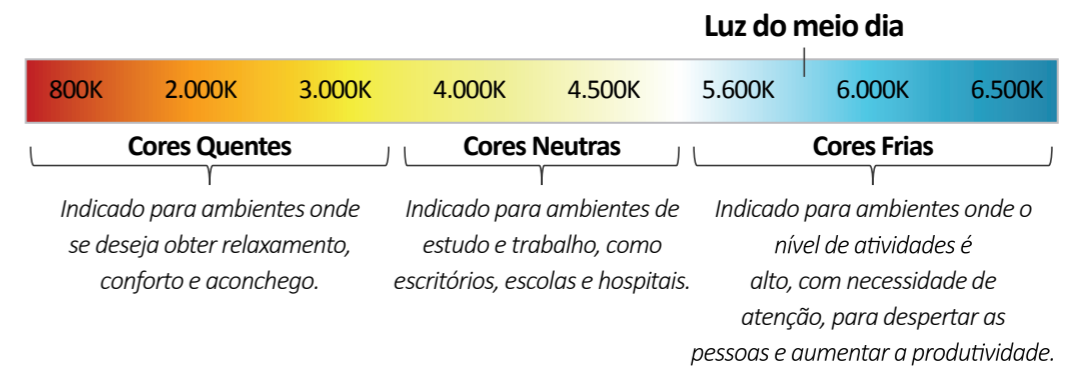 Luz do meio dia
800K 2.000K 3.000K 4.000K 4.500K 5.600K 6.000K 6.500K
Cores Quentes
Indicado para ambientes onde
se deseja obter relaxamento,
conforto e aconchego.
Cores Neutras
Indicado para ambientes de
estudo e trabalho, como
escritórios, escolas e hospitais.
Cores Frias
Indicado para ambientes onde o
nível de atividades é
alto, com necessidade de
atenção, para despertar as
pessoas e aumentar a produtividade.